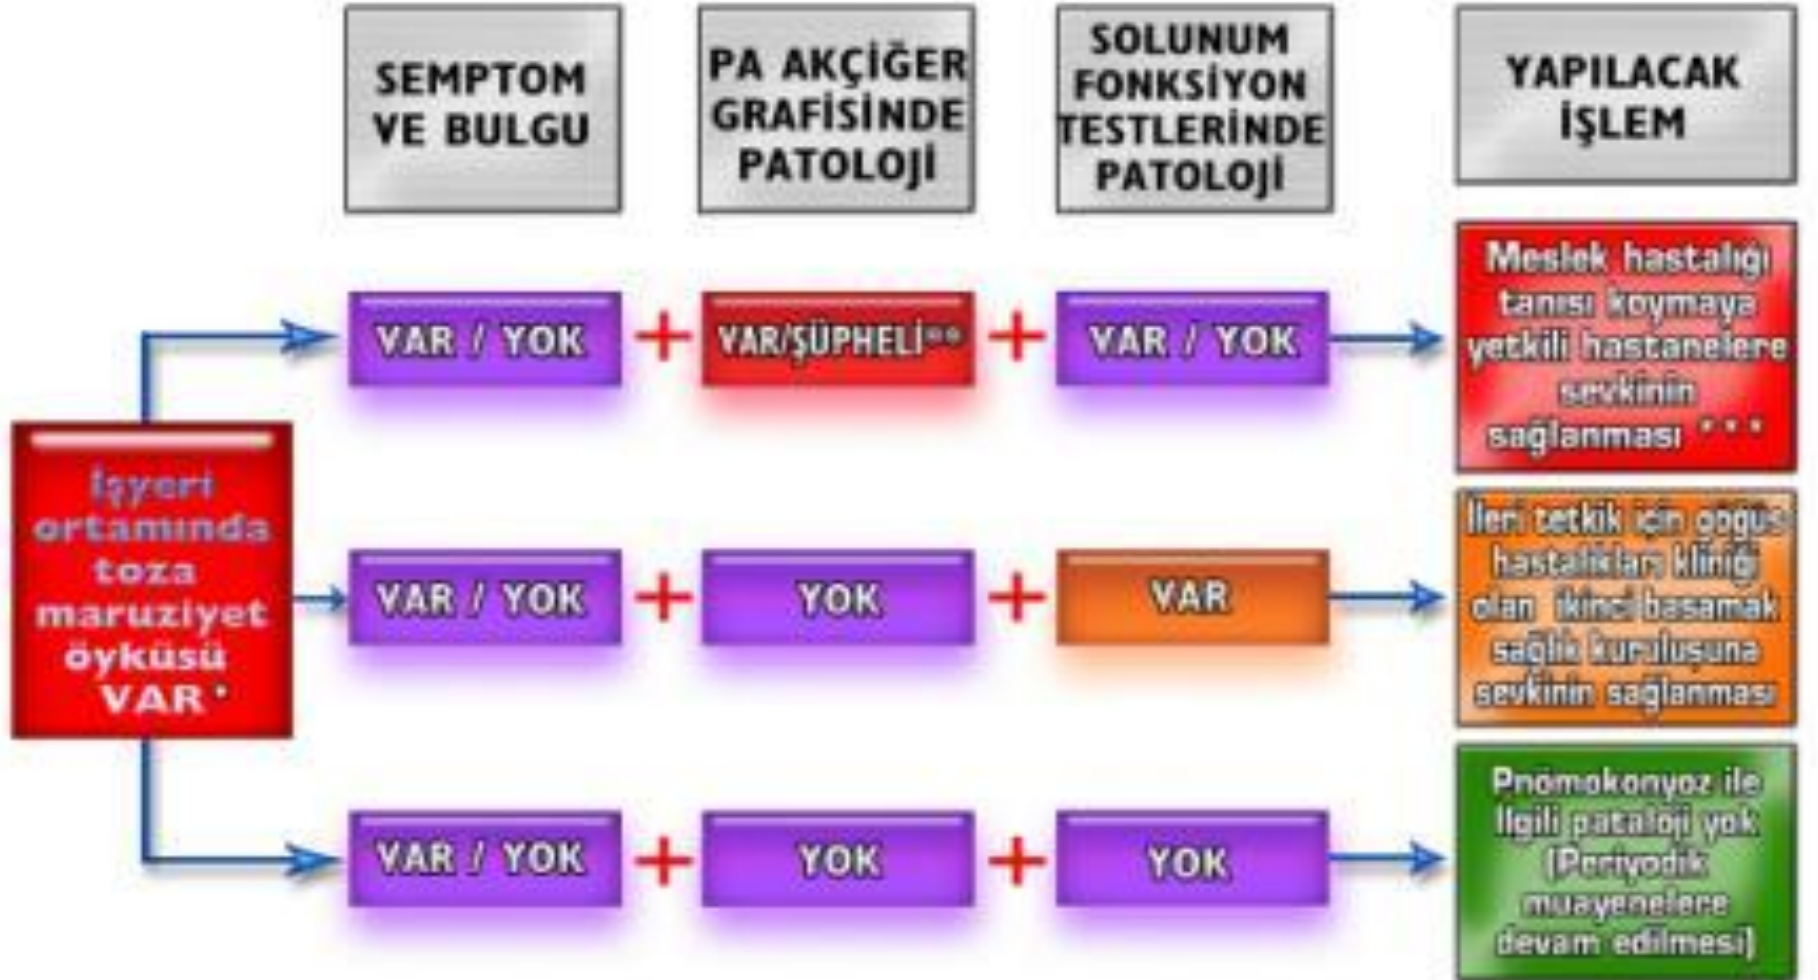 SEMPTOM
VE BULGU
PA AKÇİĞER
GRAFİSİNDE
PATOLOJİ
SOLUNUM
FONKSİYON
TESTLERİNDE
PATOLOJİ
YAPILACAK
İŞLEM
İşyeri
ortamında
toza
maruziyet
öyküsü
VAR *
VAR / YOK
+
VAR/ŞÜPHELİ**
+
VAR / YOK
Meslek hastalığı
tanısı koymaya
yetkili hastanelere
sevkinin
sağlanması ***
VAR / YOK
+
YOK
+
VAR
İleri tetkik için göğüs
hastalıkları kliniği
olan ikinci basamak
sağlık kuruluşuna
sevkinin sağlanması
VAR / YOK
+
YOK
+
YOK
Pnömokonyoz ile
İlgili pataloji yok
(Periyodik
muayenelere
devam edilmesi)